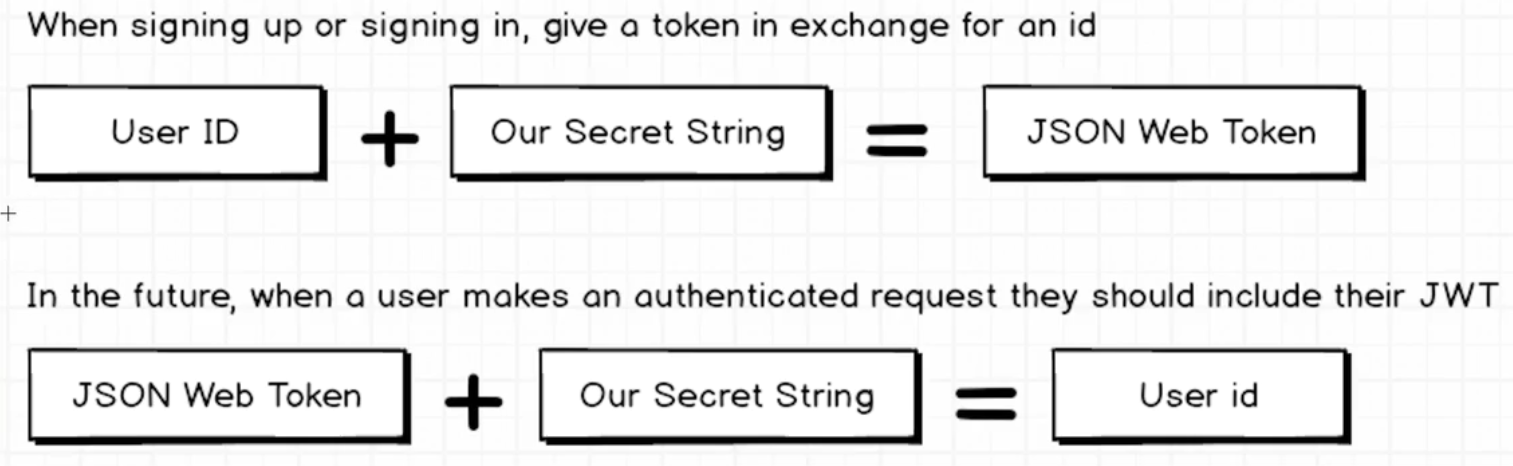 When signing up or signing in, give a token in exchange for an id
User ID + Our Secret String = JSON Web Token
In the future, when a user makes an authenticated request they should include their JWT
JSON Web Token + Our Secret String = User id